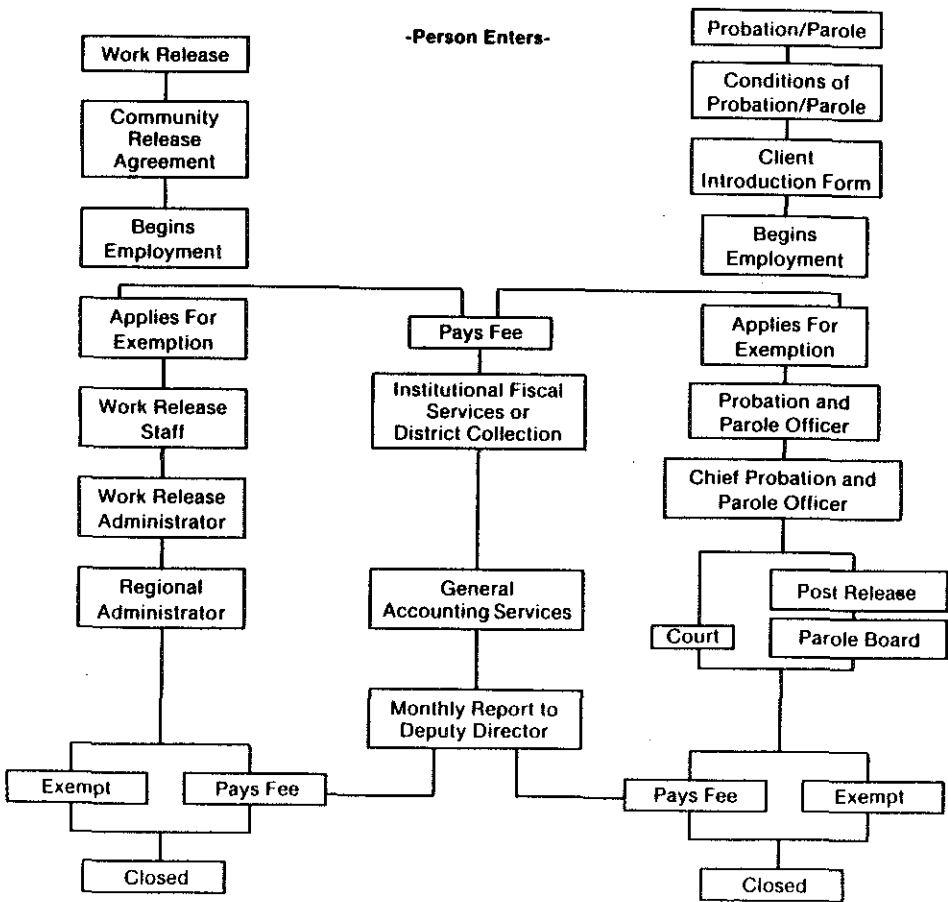 -Person Enters-
Work Release
Community
Release
Agreement
Begins
Employment
Probation/Parole
Conditions of
Probation/Parole
Client
Introduction Form
Begins
Employment
Applies For
Exemption
Work Release
Staff
Work Release
Administrator
Regional
Administrator
Exempt
Pays Fee
Closed
Pays Fee
Institutional Fiscal
Services or
District Collection
General
Accounting Services
Monthly Report to
Deputy Director
Applies For
Exemption
Probation and
Parole Officer
Chief Probation and
Parole Officer
Court
Post Release
Parole Board
Pays Fee
Exempt
Closed